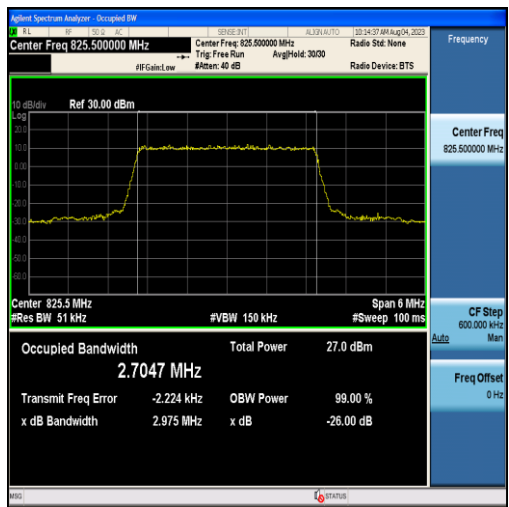 Agilent Spectrum Analyzer - Occupied BW
RL RF 50 Ω AC SENSE:INT ALIGN AUTO 10:14:37 AM Aug 04, 2023
Center Freq 825.500000 MHz
Center Freq: 825.500000 MHz
Radio Std: None
Trig: Free Run Avg|Hold: 30/30
#IFGain:Low #Atten: 40 dB Radio Device: BTS
Frequency
10 dB/div Ref 30.00 dBm
Log
20.0
10.0
0.00
-10.0
-20.0
-30.0
-40.0
-50.0
-60.0
Center Freq
825.500000 MHz
Center 825.5 MHz Span 6 MHz
#Res BW 51 kHz #VBW 150 kHz #Sweep 100 ms
CF Step
600.000 kHz
Auto Man
Occupied Bandwidth Total Power 27.0 dBm
2.7047 MHz
Transmit Freq Error -2.224 kHz OBW Power 99.00 %
x dB Bandwidth 2.975 MHz x dB -26.00 dB
Freq Offset
0 Hz
MSG STATUS